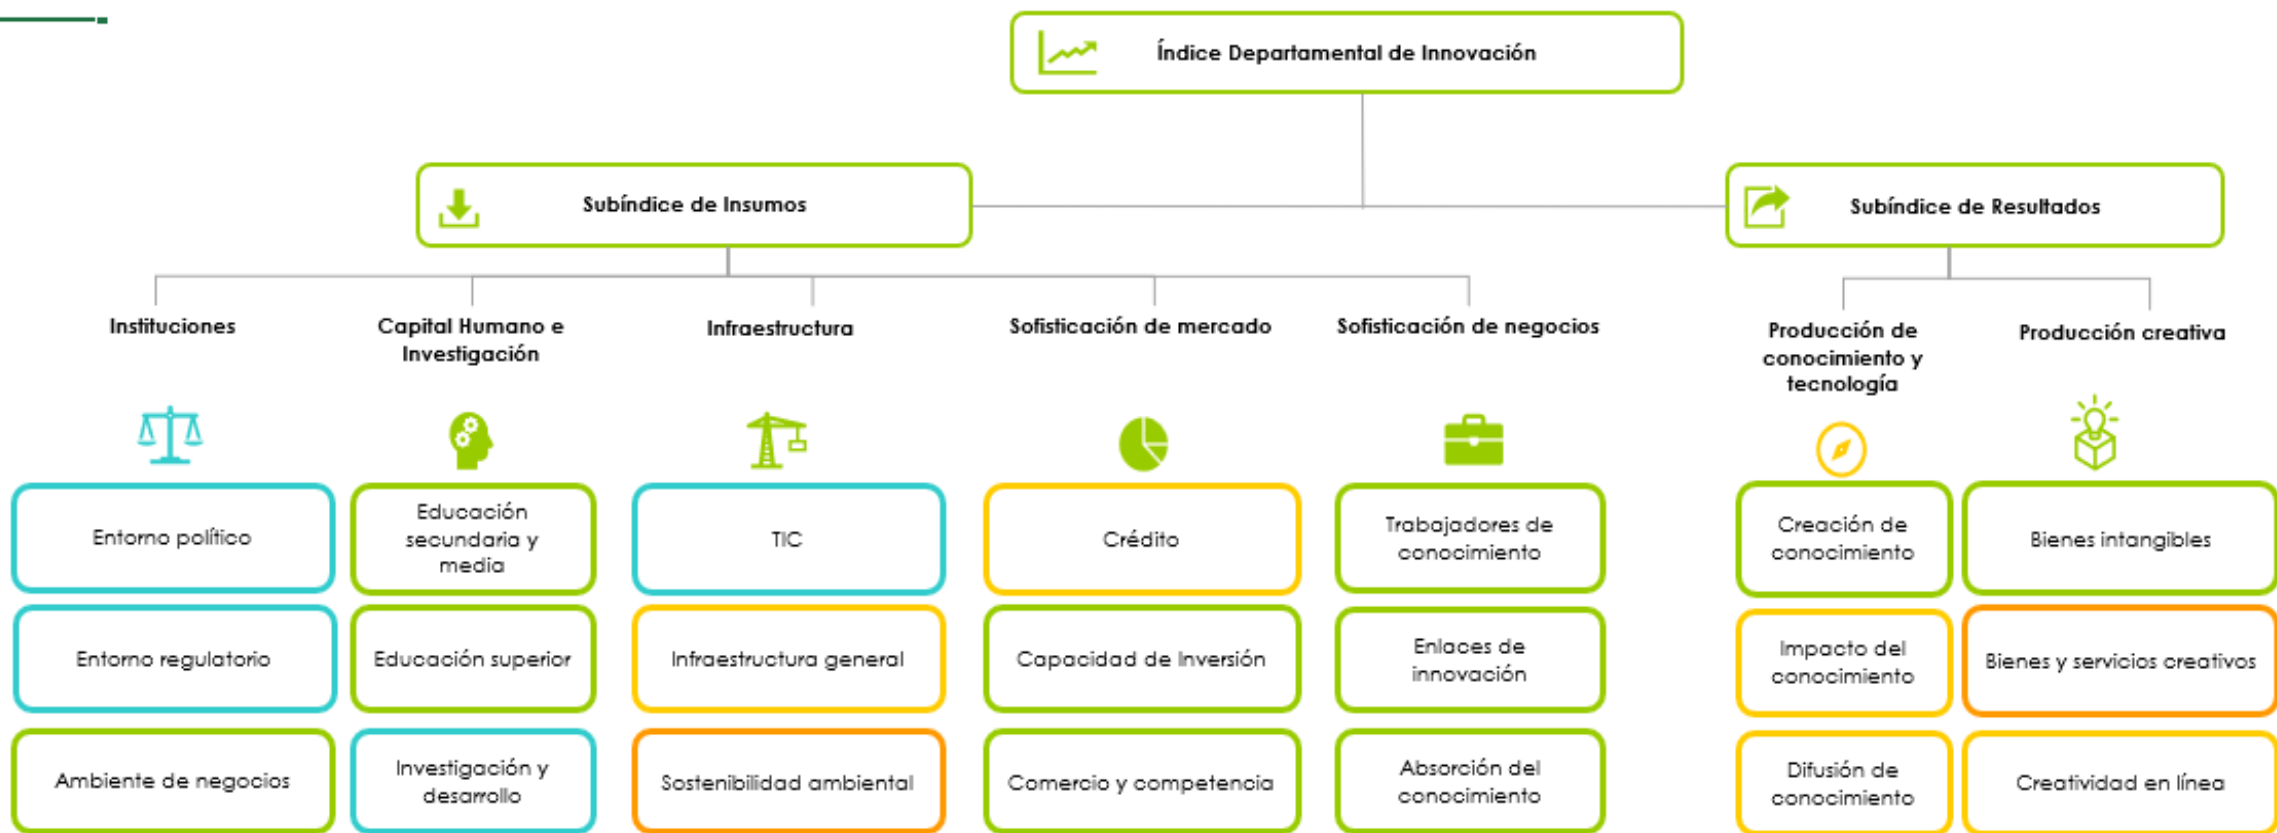 Índice Departamental de Innovación
Subíndice de Insumos
Subíndice de Resultados
Instituciones
Capital Humano e
Investigación
Infraestructura
Sofisticación de mercado
Sofisticación de negocios
Producción de
conocimiento y
tecnología
Producción creativa
Entorno político
Educación
secundaria y
media
TIC
Crédito
Trabajadores de
conocimiento
Creación de
conocimiento
Bienes intangibles
Entorno regulatorio
Educación superior
Infraestructura general
Capacidad de Inversión
Enlaces de
innovación
Impacto del
conocimiento
Bienes y servicios creativos
Ambiente de negocios
Investigación y
desarrollo
Sostenibilidad ambiental
Comercio y competencia
Absorción del
conocimiento
Difusión de
conocimiento
Creatividad en línea